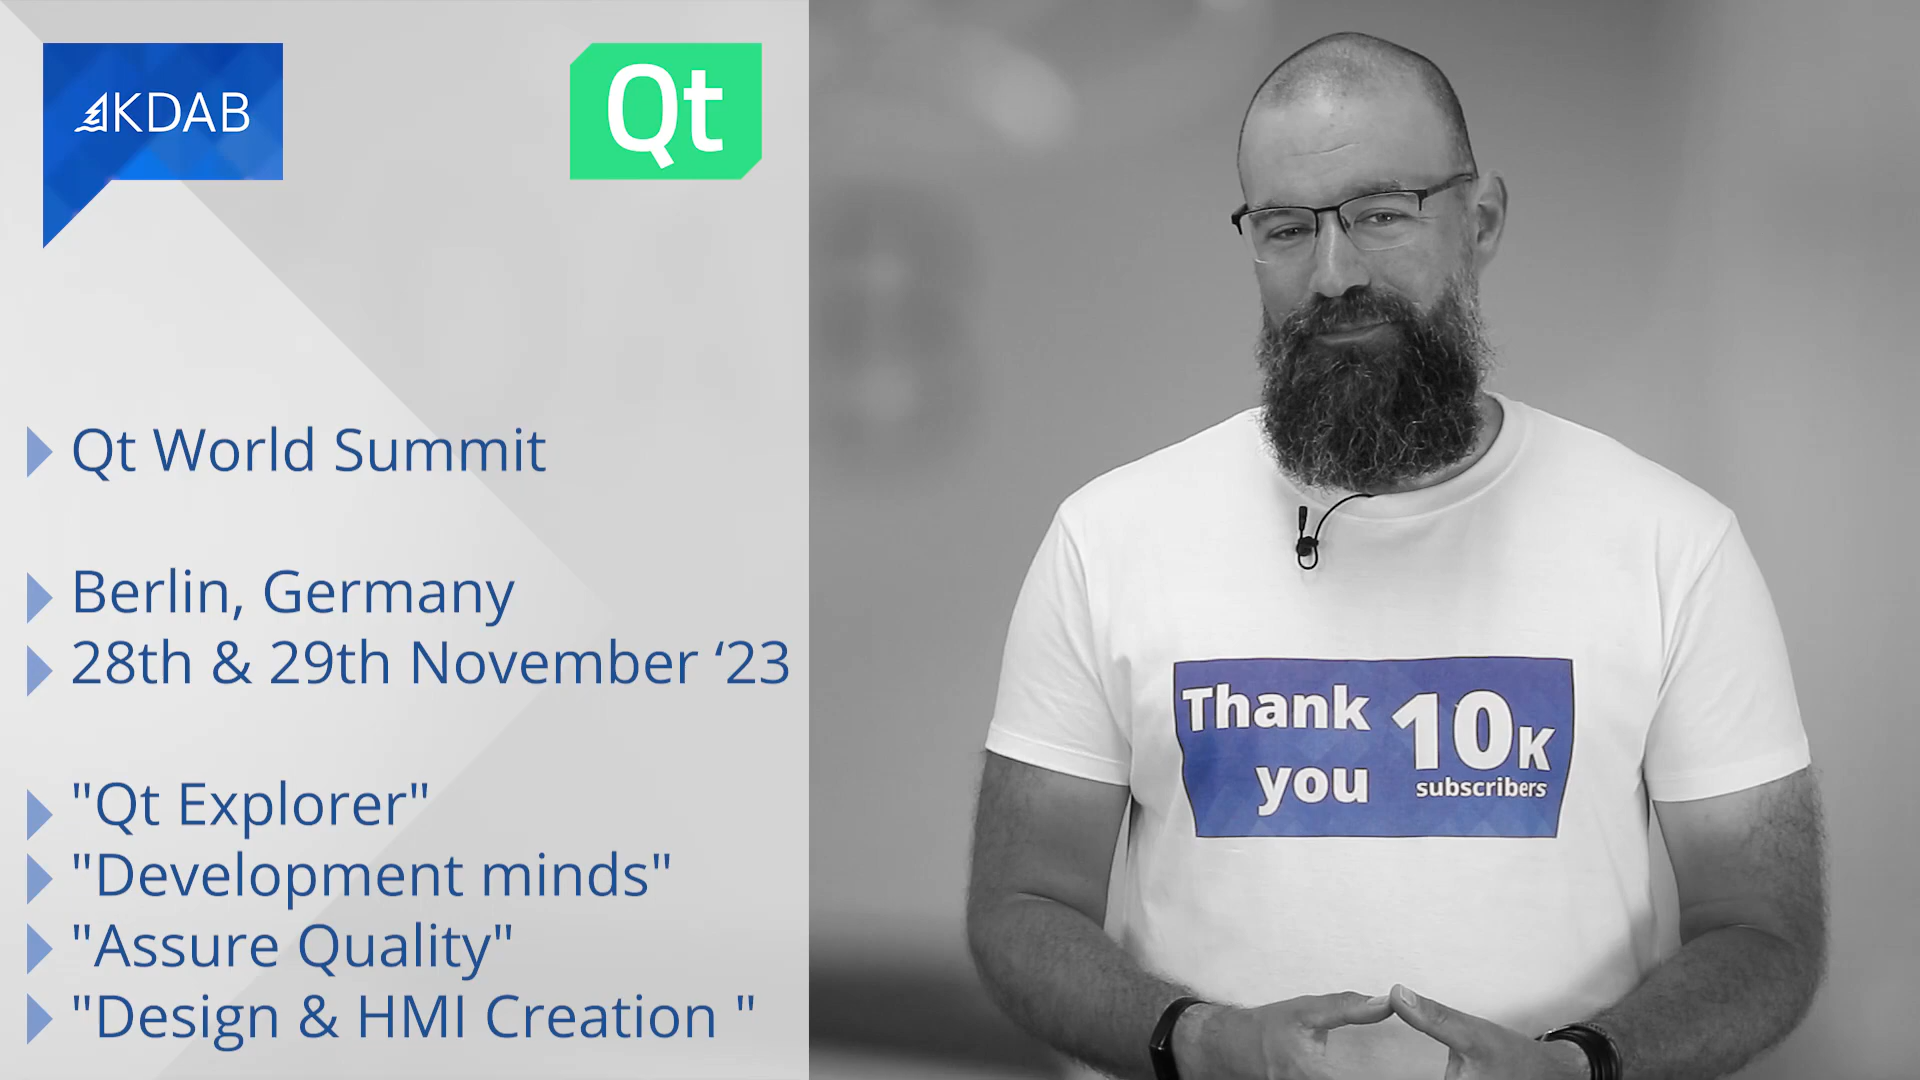 KDAB
Qt
Qt World Summit
Berlin, Germany
28th & 29th November ‘23
"Qt Explorer"
"Development minds"
"Assure Quality"
"Design & HMI Creation "
Thank
you
10K
subscribers